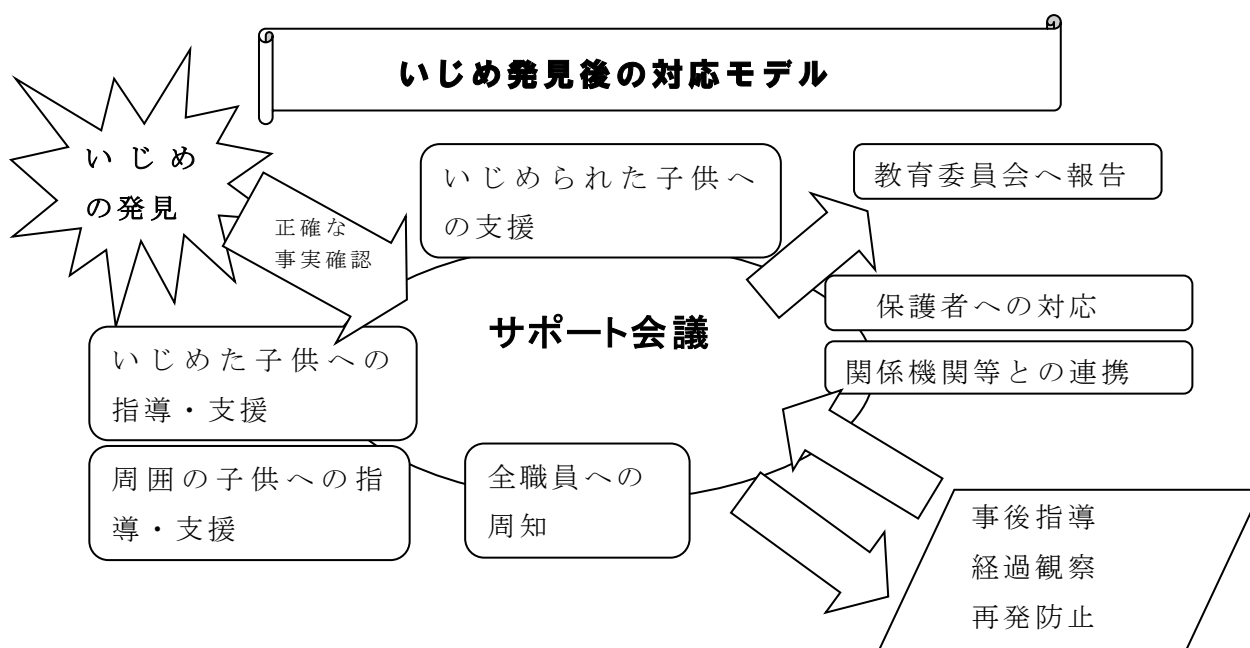 いじめ発見後の対応モデル
いじめ
の発見
正確な
事実確認
いじめられた子供へ
の支援
教育委員会へ報告
サポート会議
保護者への対応
関係機関等との連携
いじめた子供への
指導・支援
周囲の子供への指
導・支援
全職員への
周知
事後指導
経過観察
再発防止